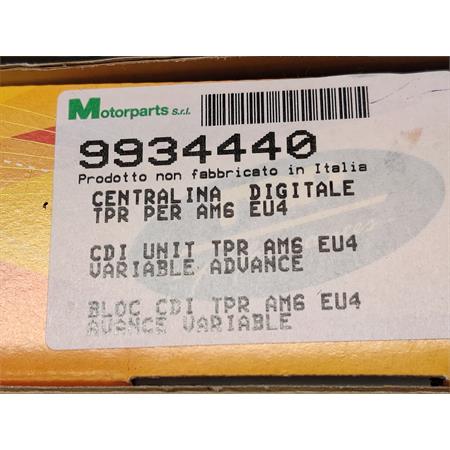 Motorparts s.r.l.
9934440
Prodotto non fabbricato in Italia
CENTRALINA DIGITALE
TPR PER AM6 EU4
CDI UNIT TPR AM6 EU4
VARIABLE ADVANCE
BLOC CDI TPR AM6 EU4
AVANCE VARIABLE